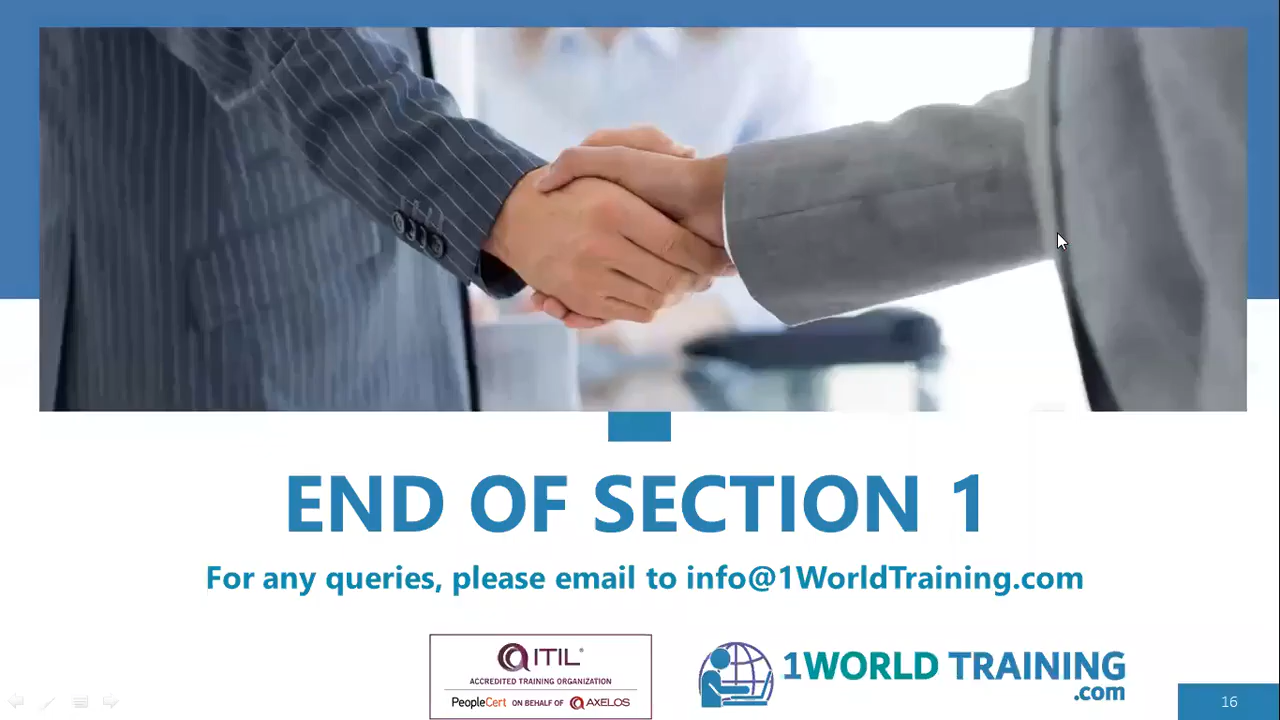 END OF SECTION 1
For any queries, please email to info@1WorldTraining.com
ITIL®
ACCREDITED TRAINING ORGANIZATION
PeopleCert ON BEHALF OF AXELOS
1WORLD TRAINING
.com
16